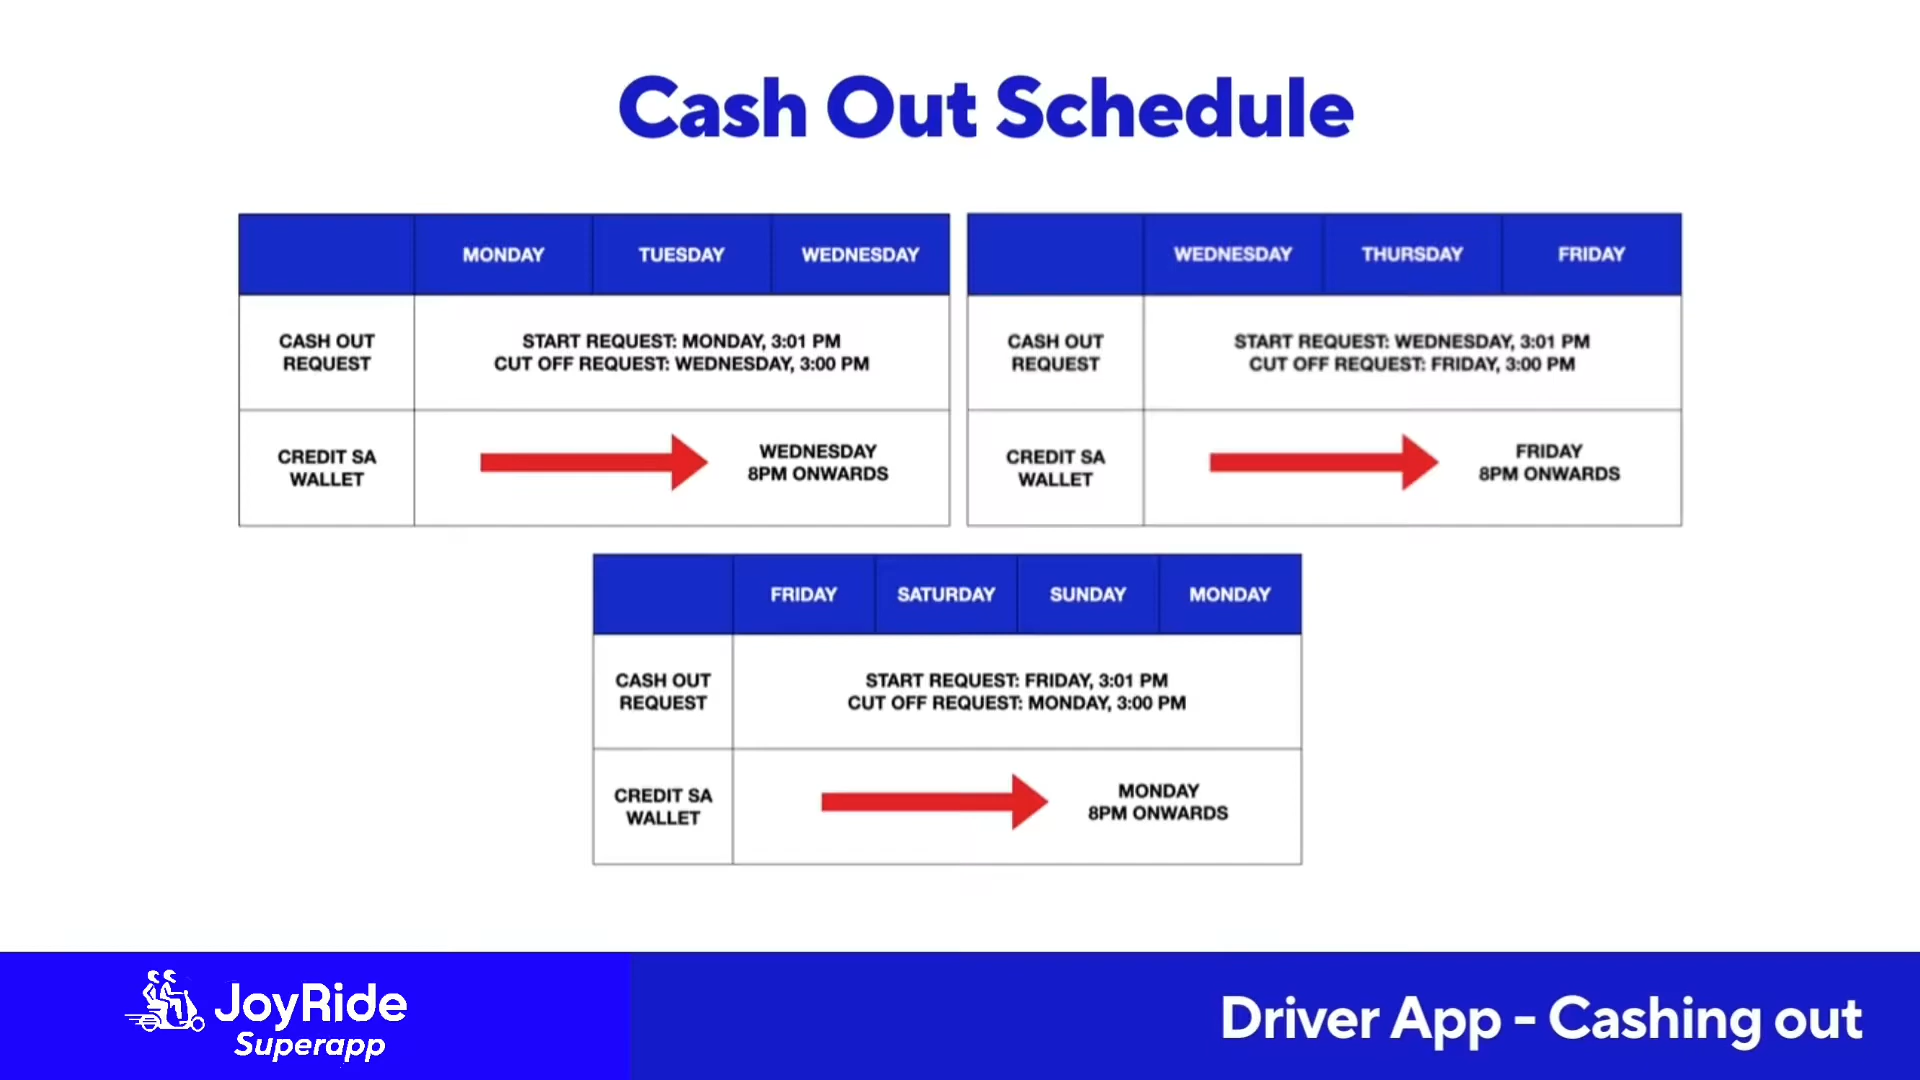 Cash Out Schedule
MONDAY TUESDAY WEDNESDAY
CASH OUT
REQUEST
START REQUEST: MONDAY, 3:01 PM
CUT OFF REQUEST: WEDNESDAY, 3:00 PM
CREDIT SA
WALLET
WEDNESDAY
8PM ONWARDS
WEDNESDAY THURSDAY FRIDAY
CASH OUT
REQUEST
START REQUEST: WEDNESDAY, 3:01 PM
CUT OFF REQUEST: FRIDAY, 3:00 PM
CREDIT SA
WALLET
FRIDAY
8PM ONWARDS
FRIDAY SATURDAY SUNDAY MONDAY
CASH OUT
REQUEST
START REQUEST: FRIDAY, 3:01 PM
CUT OFF REQUEST: MONDAY, 3:00 PM
CREDIT SA
WALLET
MONDAY
8PM ONWARDS
JoyRide
Superapp
Driver App - Cashing out